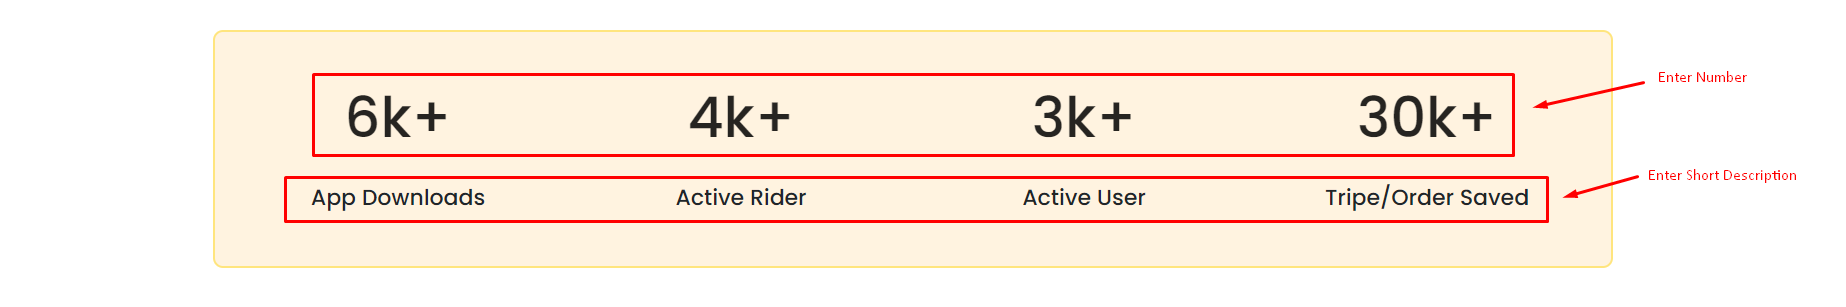 6k+ 4k+ 3k+ 30k+
Enter Number
App Downloads Active Rider Active User Tripe/Order Saved
Enter Short Description